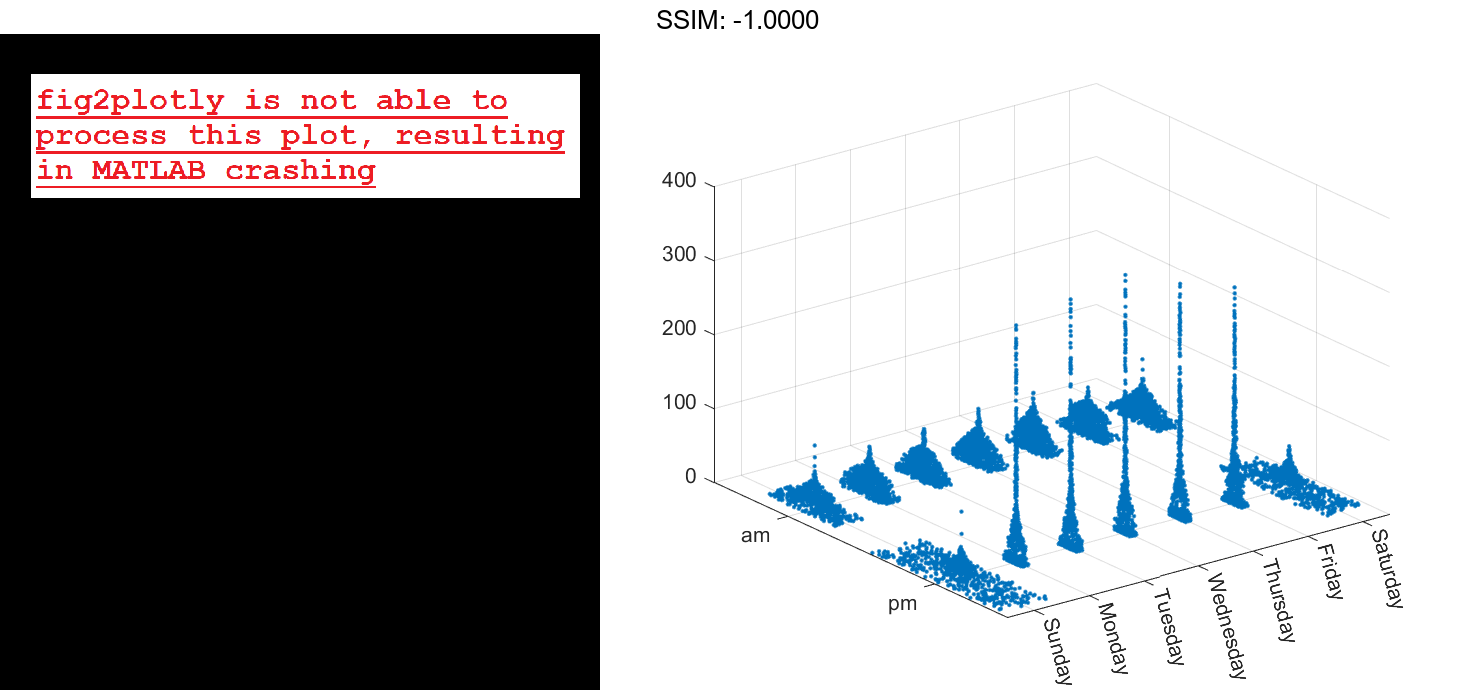 SSIM: -1.0000
fig2plotly is not able to
process this plot, resulting
in MATLAB crashing
400
300
200
100
0
am
pm
Sunday
Monday
Tuesday
Wednesday
Thursday
Friday
Saturday